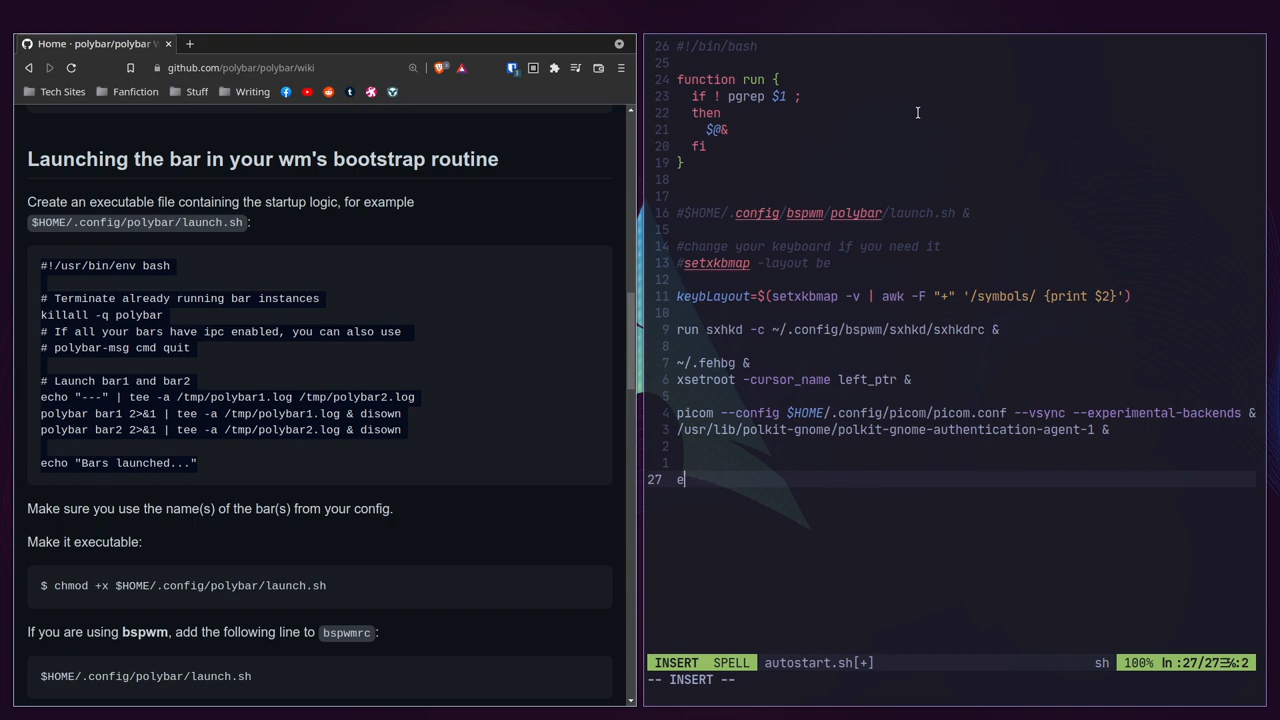 Home · polybar/polybar W
github.com/polybar/polybar/wiki
Tech Sites
Fanfiction
Stuff
Writing
Launching the bar in your wm's bootstrap routine
Create an executable file containing the startup logic, for example
$HOME/.config/polybar/launch.sh:
#!/usr/bin/env bash
# Terminate already running bar instances
killall -q polybar
# If all your bars have ipc enabled, you can also use
# polybar-msg cmd quit
# Launch bar1 and bar2
echo "---" | tee -a /tmp/polybar1.log /tmp/polybar2.log
polybar bar1 2>&1 | tee -a /tmp/polybar1.log & disown
polybar bar2 2>&1 | tee -a /tmp/polybar2.log & disown
echo "Bars launched..."
Make sure you use the name(s) of the bar(s) from your config.
Make it executable:
$ chmod +x $HOME/.config/polybar/launch.sh
If you are using bspwm, add the following line to bspwmrc:
$HOME/.config/polybar/launch.sh
26 #!/bin/bash
25
24 function run {
23 if ! pgrep $1 ;
22 then
21 $@&
20 fi
19 }
18
17
16 #$HOME/.config/bspwm/polybar/launch.sh &
15
14 #change your keyboard if you need it
13 #setxkbmap -layout be
12
11 keybLayout=$(setxkbmap -v | awk -F "+" '/symbols/ {print $2}')
10
9 run sxhkd -c ~/.config/bspwm/sxhkd/sxhkdrc &
8
7 ~/.fehbg &
6 xsetroot -cursor_name left_ptr &
5
4 picom --config $HOME/.config/picom/picom.conf --vsync --experimental-backends &
3 /usr/lib/polkit-gnome/polkit-gnome-authentication-agent-1 &
2
1
27 e
INSERT SPELL autostart.sh[+] sh 100% ln :27/27 :2
-- INSERT --